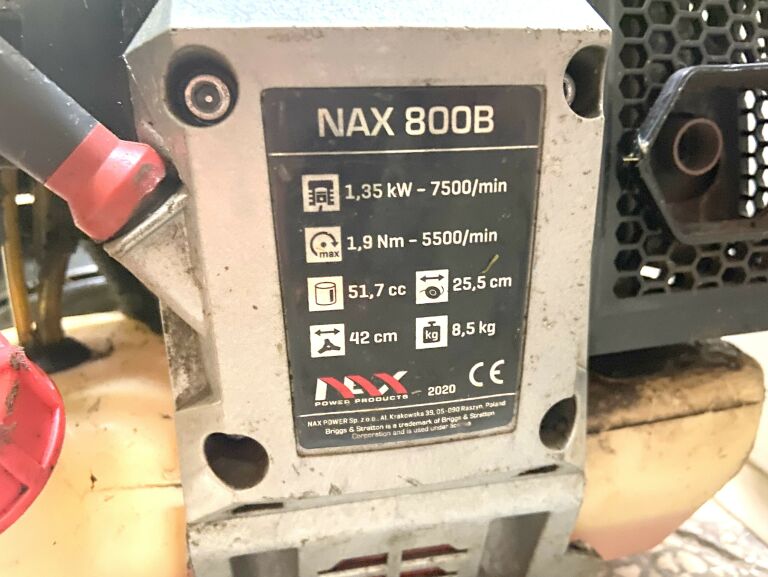 NAX 800B
1,35 kW - 7500/min
max 1,9 Nm - 5500/min
51,7 cc 25,5 cm
42 cm kg 8,5 kg
NAX
POWER PRODUCTS - 2020 CE
NAX POWER Sp. z o.o., Al. Krakowska 39, 05-090 Raszyn, Poland
Briggs & Stratton is a trademark of Briggs & Stratton
Corporation and is used under license